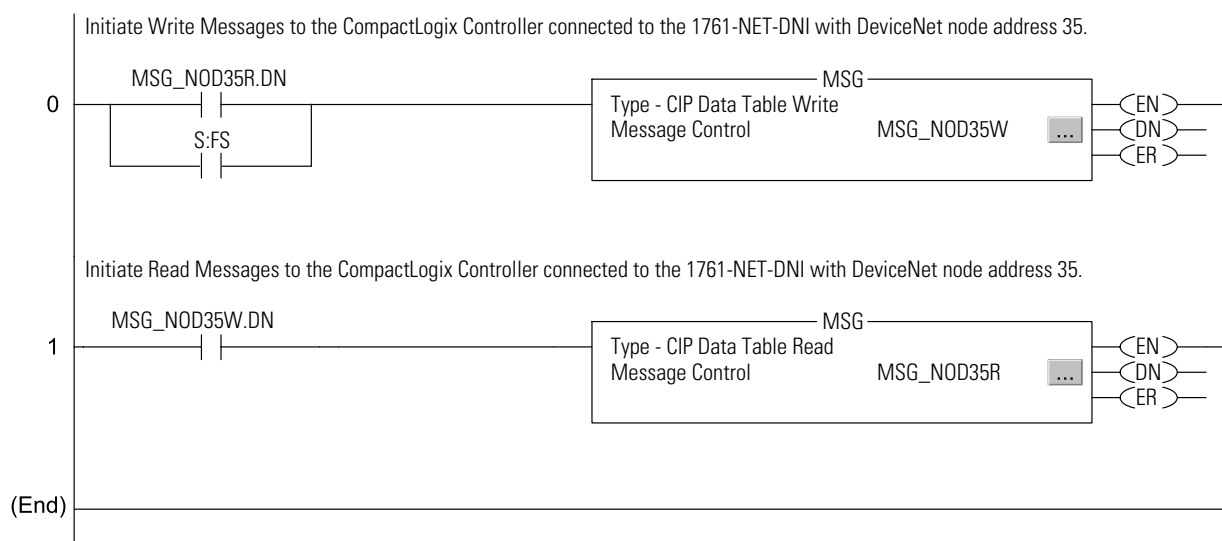 Initiate Write Messages to the CompactLogix Controller connected to the 1761-NET-DNI with DeviceNet node address 35.
MSG_NOD35R.DN
MSG
0
Type - CIP Data Table Write
EN
Message Control MSG_NOD35W ...
DN
S:FS
ER
Initiate Read Messages to the CompactLogix Controller connected to the 1761-NET-DNI with DeviceNet node address 35.
MSG_NOD35W.DN
MSG
1
Type - CIP Data Table Read
EN
Message Control MSG_NOD35R ...
DN
ER
(End)